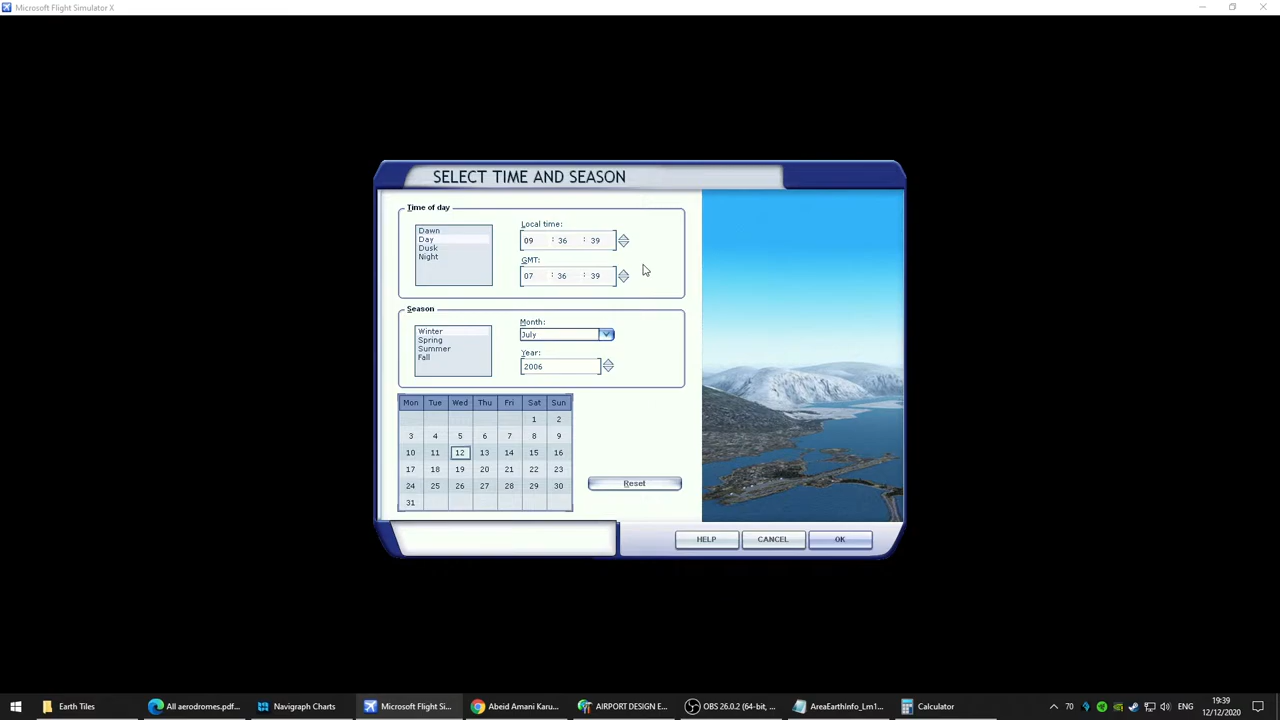 Microsoft Flight Simulator X
SELECT TIME AND SEASON
Time of day
Dawn
Day
Dusk
Night
Local time:
09 : 36 : 39
GMT:
07 : 36 : 39
Season
Winter
Spring
Summer
Fall
Month:
July
Year:
2006
Mon Tue Wed Thu Fri Sat Sun
1 2
3 4 5 6 7 8 9
10 11 12 13 14 15 16
17 18 19 20 21 22 23
24 25 26 27 28 29 30
31
Reset
HELP CANCEL OK
Earth Tiles
All aerodromes.pdf...
Navigraph Charts
Microsoft Flight Si...
Abeid Amani Karu...
AIRPORT DESIGN E...
OBS 26.0.2 (64-bit, ...
AreaEarthInfo_Lm1...
Calculator
70
ENG
19:39
12/12/2020